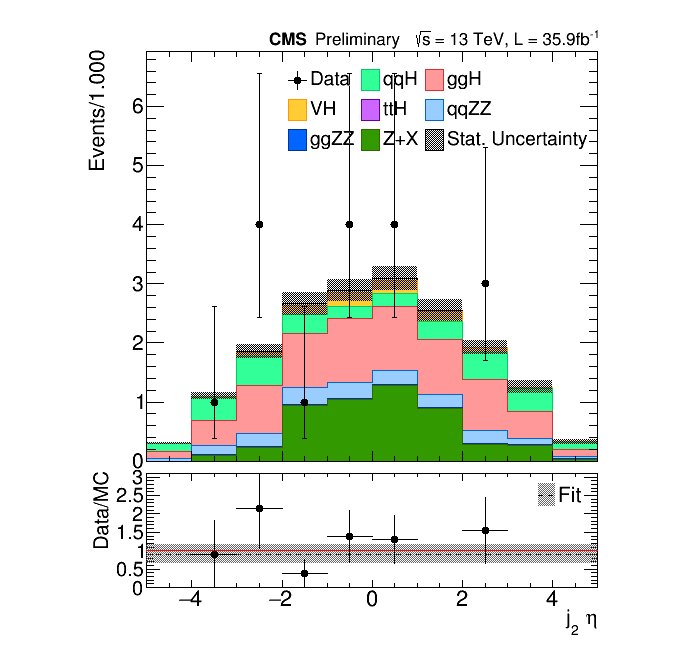 CMS Preliminary √s = 13 TeV, L = 35.9fb⁻¹
Events/1.000
Data qqH ggH
VH ttH qqZZ
ggZZ Z+X Stat. Uncertainty
6
5
4
3
2
1
0
Data/MC
Fit
3
2.5
2
1.5
1
0.5
0
−4 −2 0 2 4
j₂ η